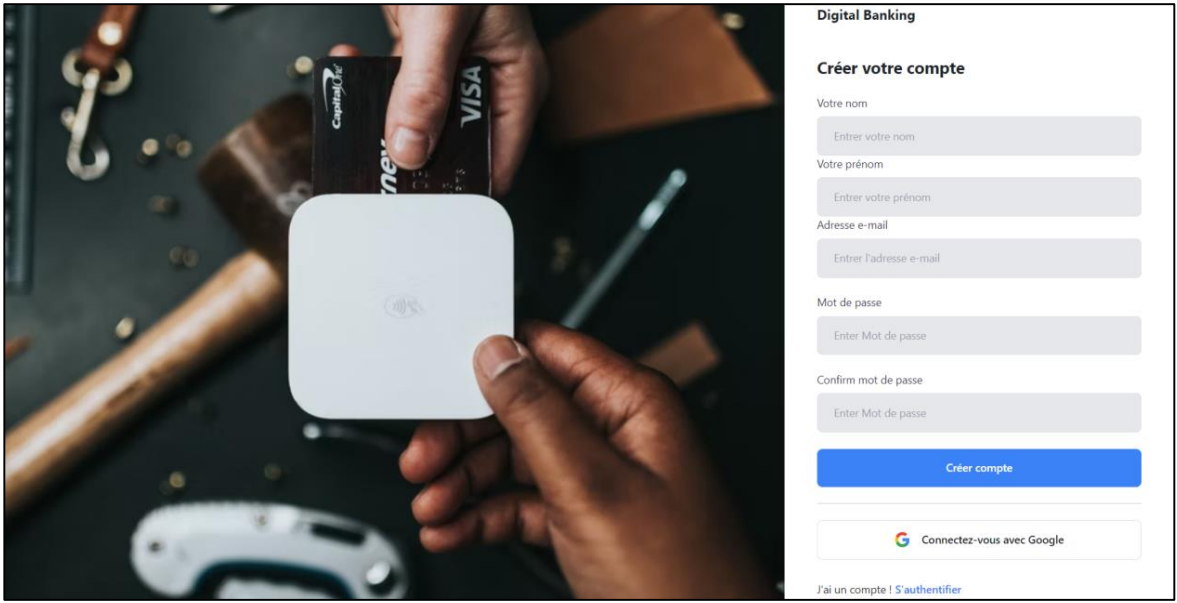 CapitalOne
VISA
rney
Digital Banking
Créer votre compte
Votre nom
Entrer votre nom
Votre prénom
Entrer votre prénom
Adresse e-mail
Entrer l'adresse e-mail
Mot de passe
Enter Mot de passe
Confirm mot de passe
Enter Mot de passe
Créer compte
Connectez-vous avec Google
J'ai un compte ! S'authentifier